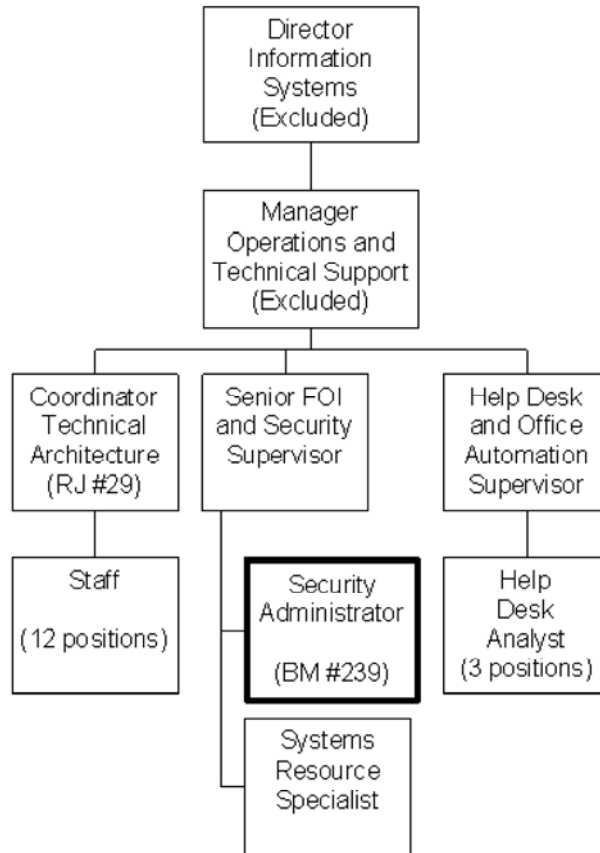 Director
Information
Systems
(Excluded)
Manager
Operations and
Technical Support
(Excluded)
Coordinator
Technical
Architecture
(RJ #29)
Senior FOI
and Security
Supervisor
Help Desk
and Office
Automation
Supervisor
Staff
(12 positions)
Security
Administrator
(BM #239)
Help
Desk
Analyst
(3 positions)
Systems
Resource
Specialist